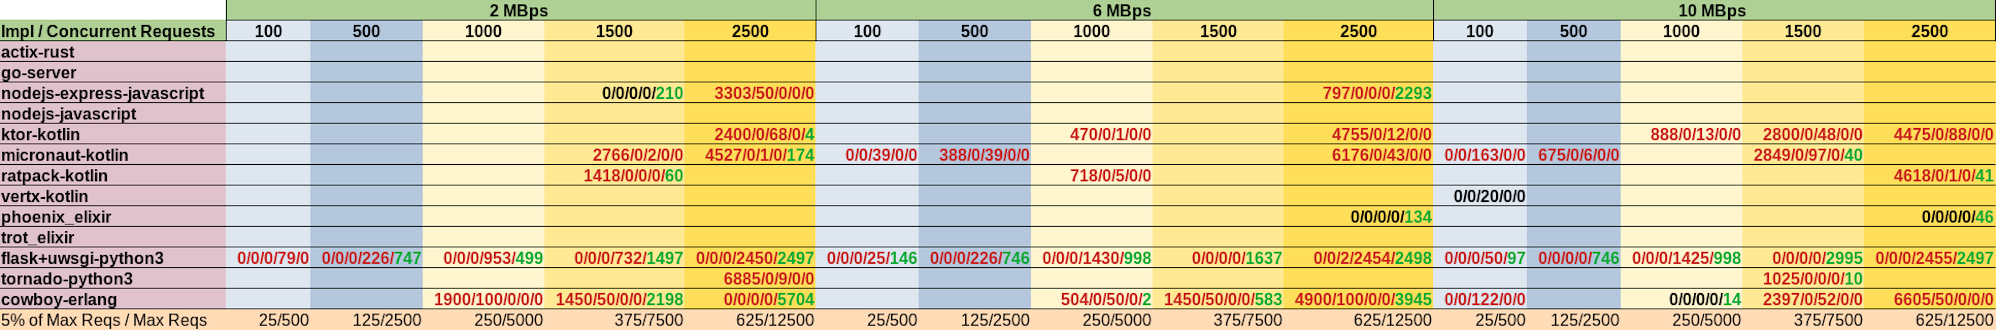 2 MBps 6 MBps 10 MBps
Impl / Concurrent Requests 100 500 1000 1500 2500 100 500 1000 1500 2500 100 500 1000 1500 2500
actix-rust
go-server
nodejs-express-javascript 0/0/0/0/210 3303/50/0/0/0 797/0/0/0/2293
nodejs-javascript
ktor-kotlin 2400/0/68/0/4 470/0/1/0/0 4755/0/12/0/0 888/0/13/0/0 2800/0/48/0/0 4475/0/88/0/0
micronaut-kotlin 2766/0/2/0/0 4527/0/1/0/174 0/0/39/0/0 388/0/39/0/0 6176/0/43/0/0 0/0/163/0/0 675/0/6/0/0 2849/0/97/0/40
ratpack-kotlin 1418/0/0/0/60 718/0/5/0/0 4618/0/1/0/41
vertx-kotlin 0/0/20/0/0
phoenix_elixir 0/0/0/0/134 0/0/0/0/46
trot_elixir
flask+uwsgi-python3 0/0/0/79/0 0/0/0/226/747 0/0/0/953/499 0/0/0/732/1497 0/0/0/2450/2497 0/0/0/25/146 0/0/0/226/746 0/0/0/1430/998 0/0/0/0/1637 0/0/2/2454/2498 0/0/0/50/97 0/0/0/0/746 0/0/0/1425/998 0/0/0/0/2995 0/0/0/2455/2497
tornado-python3 6885/0/9/0/0 1025/0/0/0/10
cowboy-erlang 1900/100/0/0/0 1450/50/0/0/2198 0/0/0/0/5704 504/0/50/0/2 1450/50/0/0/583 4900/100/0/0/3945 0/0/122/0/0 0/0/0/0/14 2397/0/52/0/0 6605/50/0/0/0
5% of Max Reqs / Max Reqs 25/500 125/2500 250/5000 375/7500 625/12500 25/500 125/2500 250/5000 375/7500 625/12500 25/500 125/2500 250/5000 375/7500 625/12500